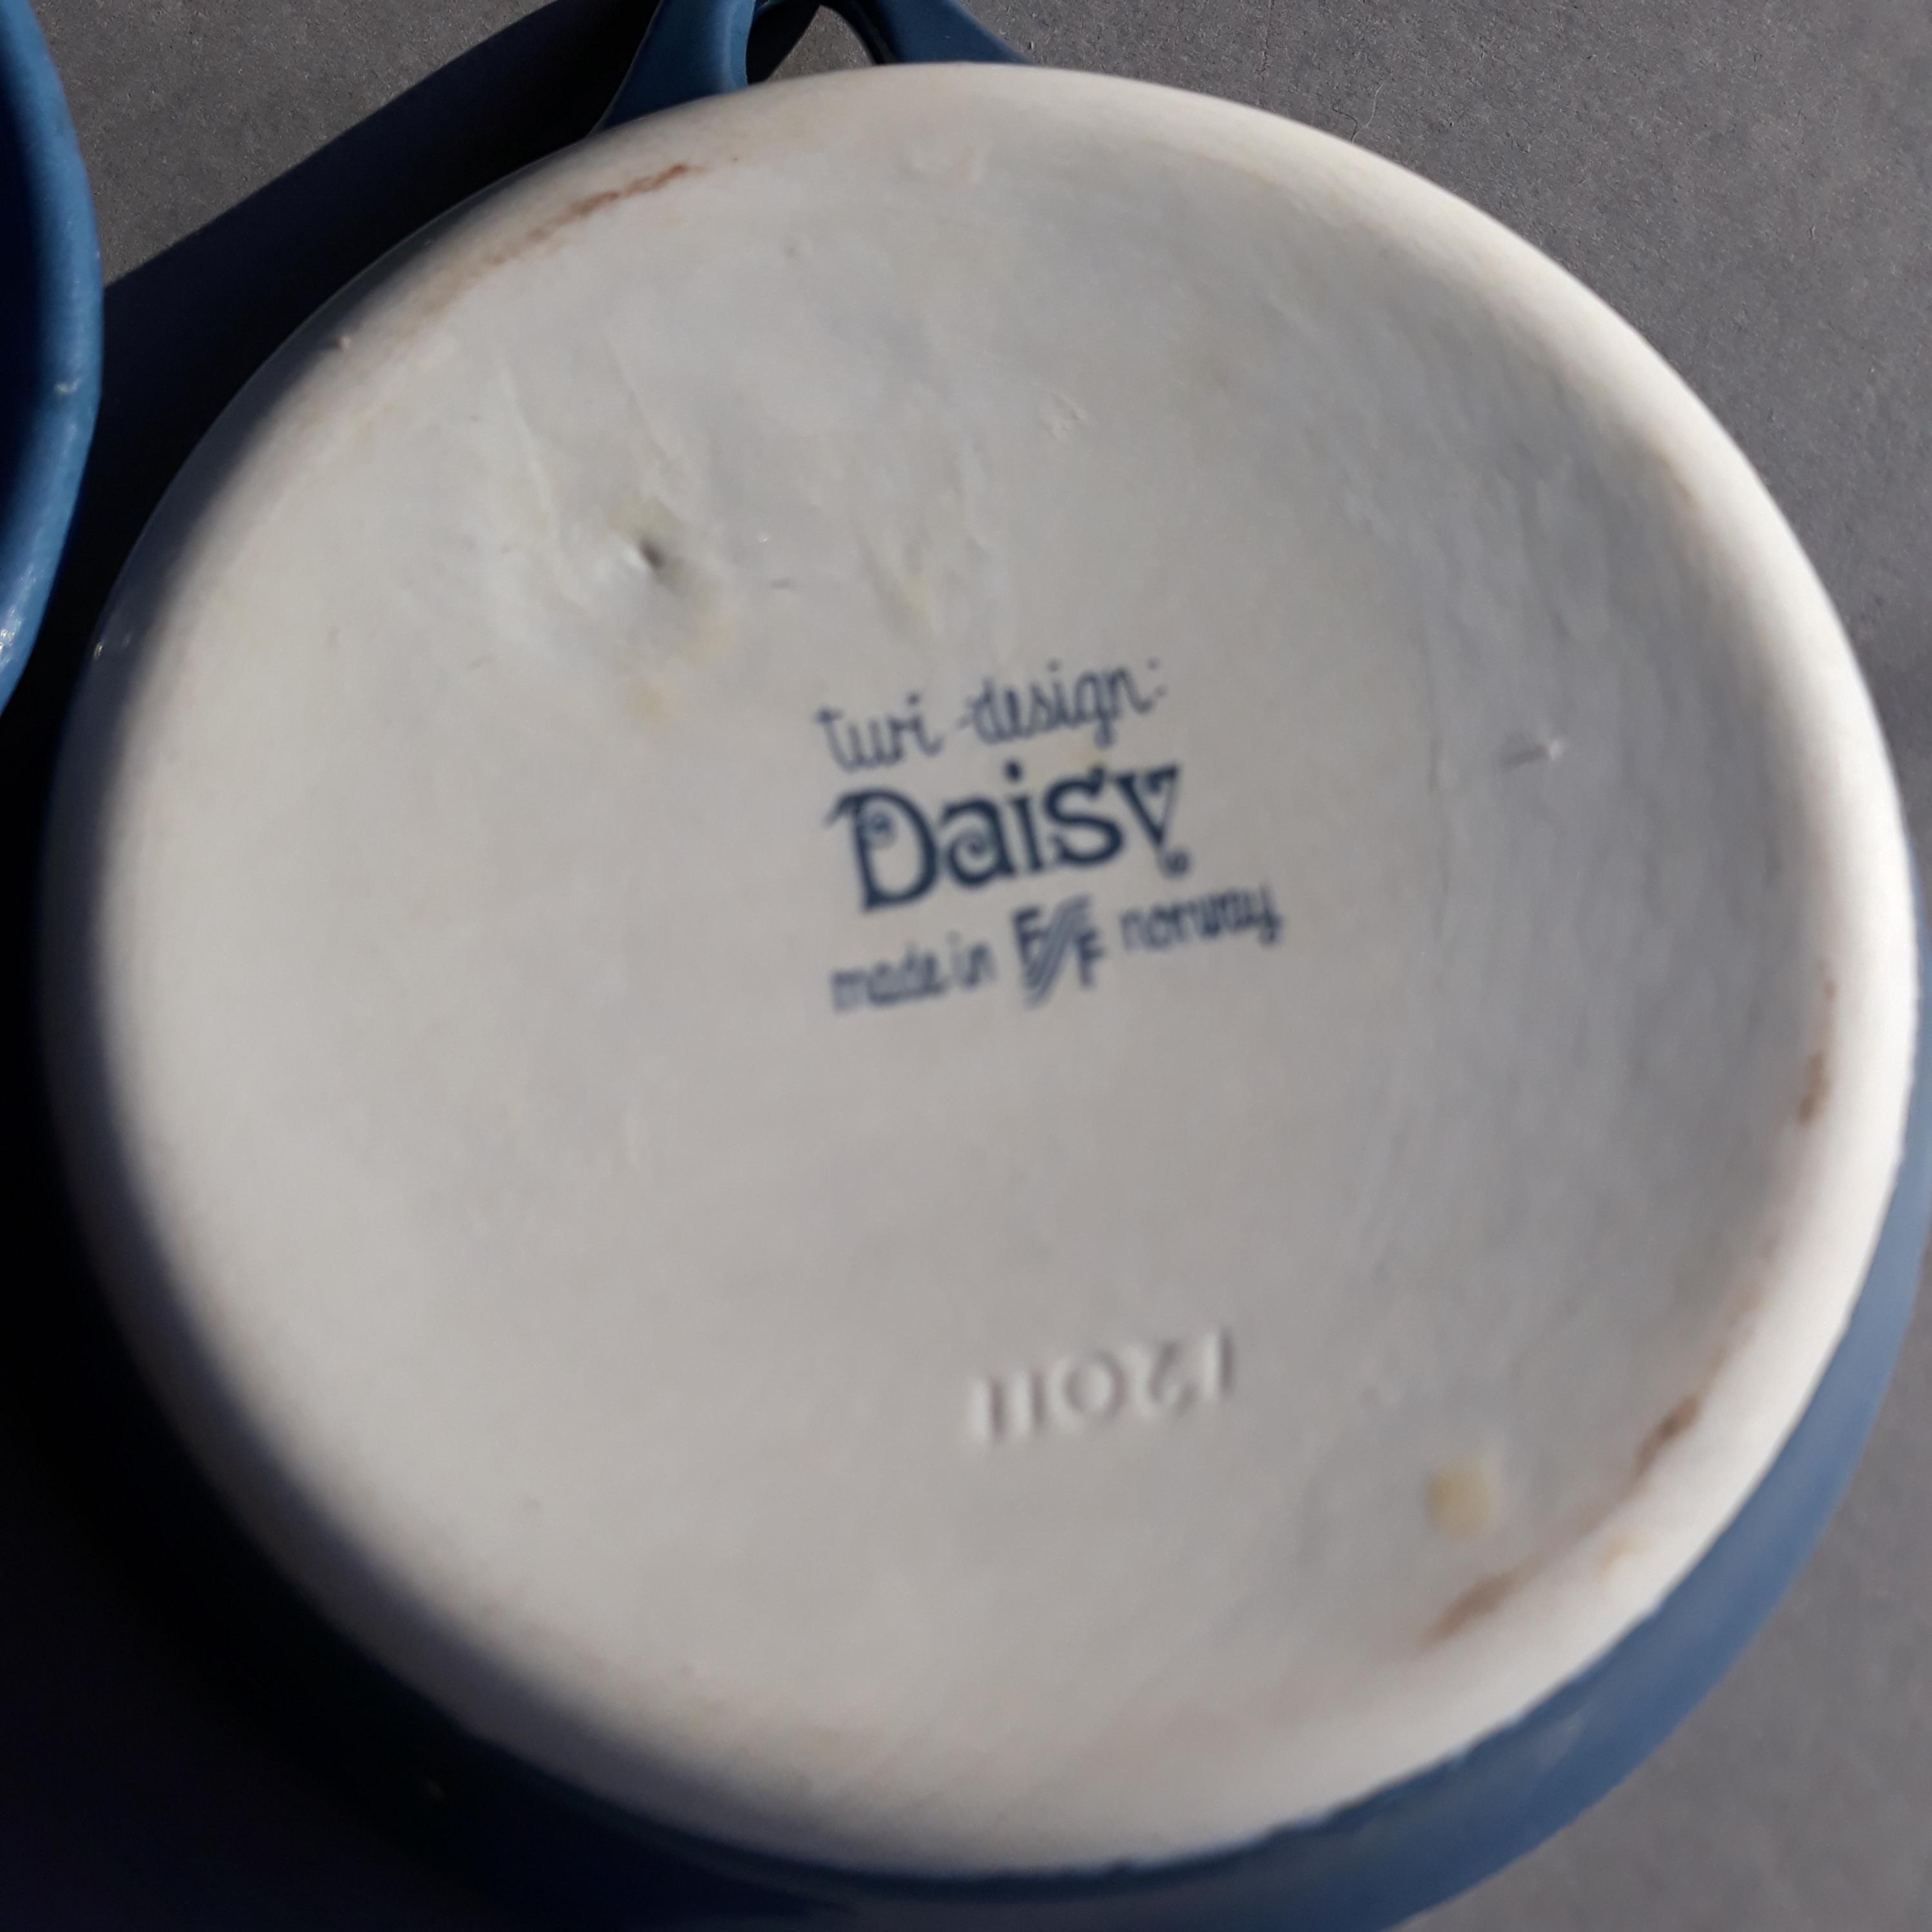 turi-design:
Daisy
made in F/F norway
12011